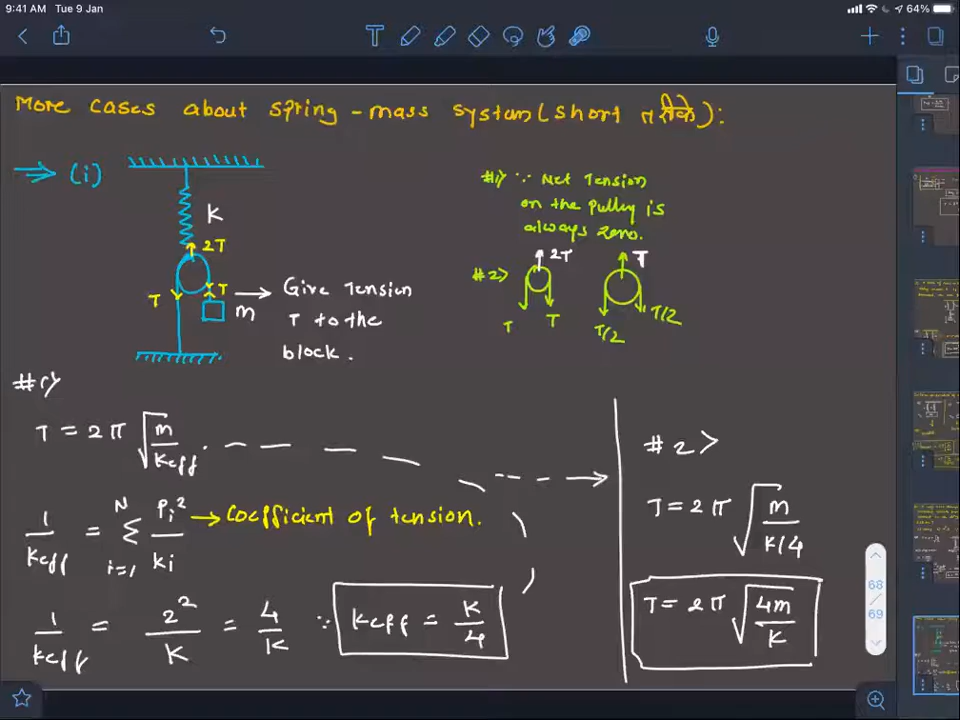 9:41 AM Tue 9 Jan
64%
More cases about spring-mass system (short तरीके):
(i)
K
2T
T
T
m
Give Tension
T to the
block.
#1> ∵ Net Tension
on the pulley is
always zero.
#2>
2T
T
T
T
T/2
T/2
#1>
T = 2π √(m/keff)
1/keff = N Σ i=1 Pi²/ki → coefficient of tension.
1/keff = 2²/K = 4/K ∵ keff = K/4
#2>
T = 2π √(m/(K/4))
T = 2π √(4m/K)
68
/
69